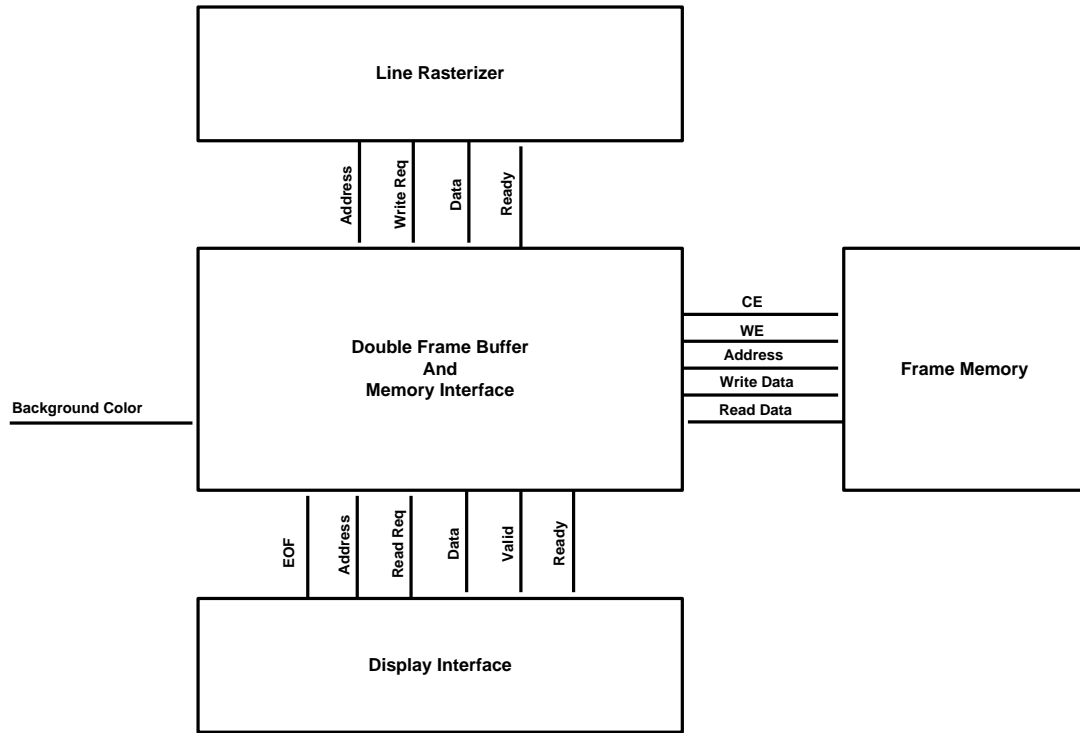 Line Rasterizer
Address
Write Req
Data
Ready
Double Frame Buffer
And
Memory Interface
CE
WE
Address
Write Data
Read Data
Frame Memory
Background Color
EOF
Address
Read Req
Data
Valid
Ready
Display Interface